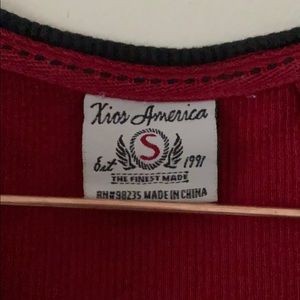 Xios America
S
Est 1991
THE FINEST MADE
RN#98235 MADE IN CHINA